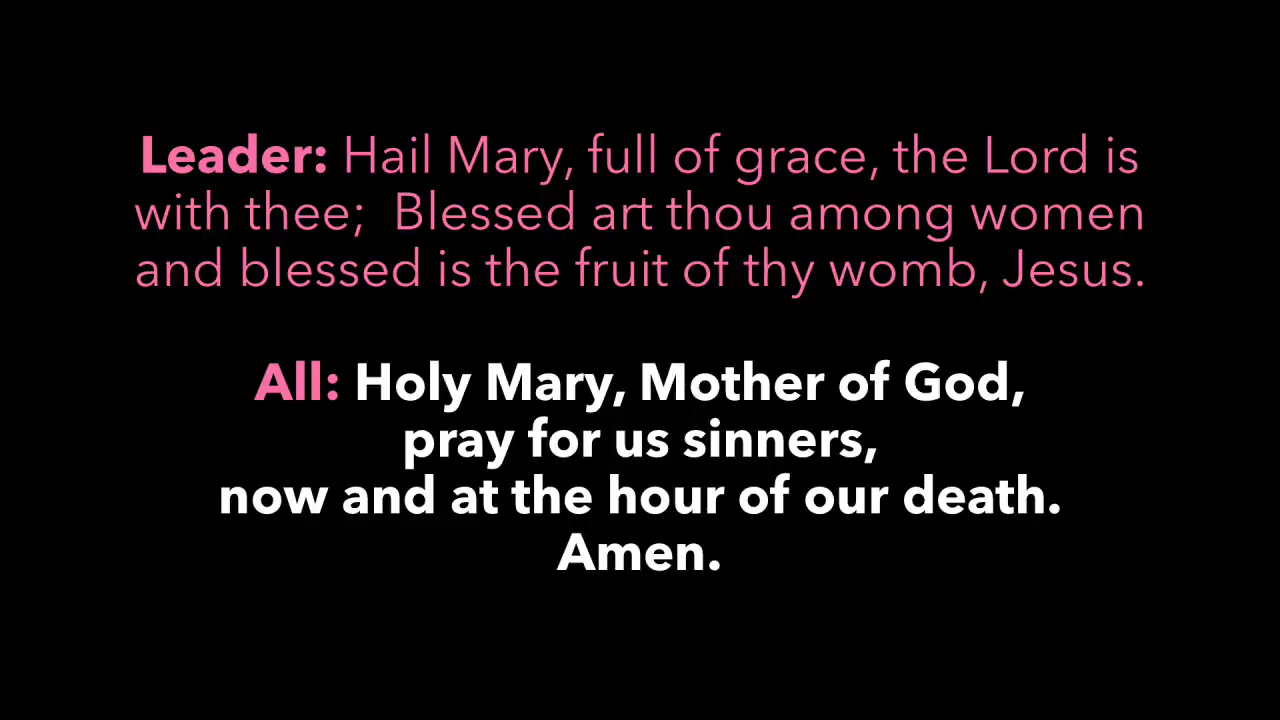 Leader: Hail Mary, full of grace, the Lord is
with thee;  Blessed art thou among women
and blessed is the fruit of thy womb, Jesus.
All: Holy Mary, Mother of God,
pray for us sinners,
now and at the hour of our death.
Amen.